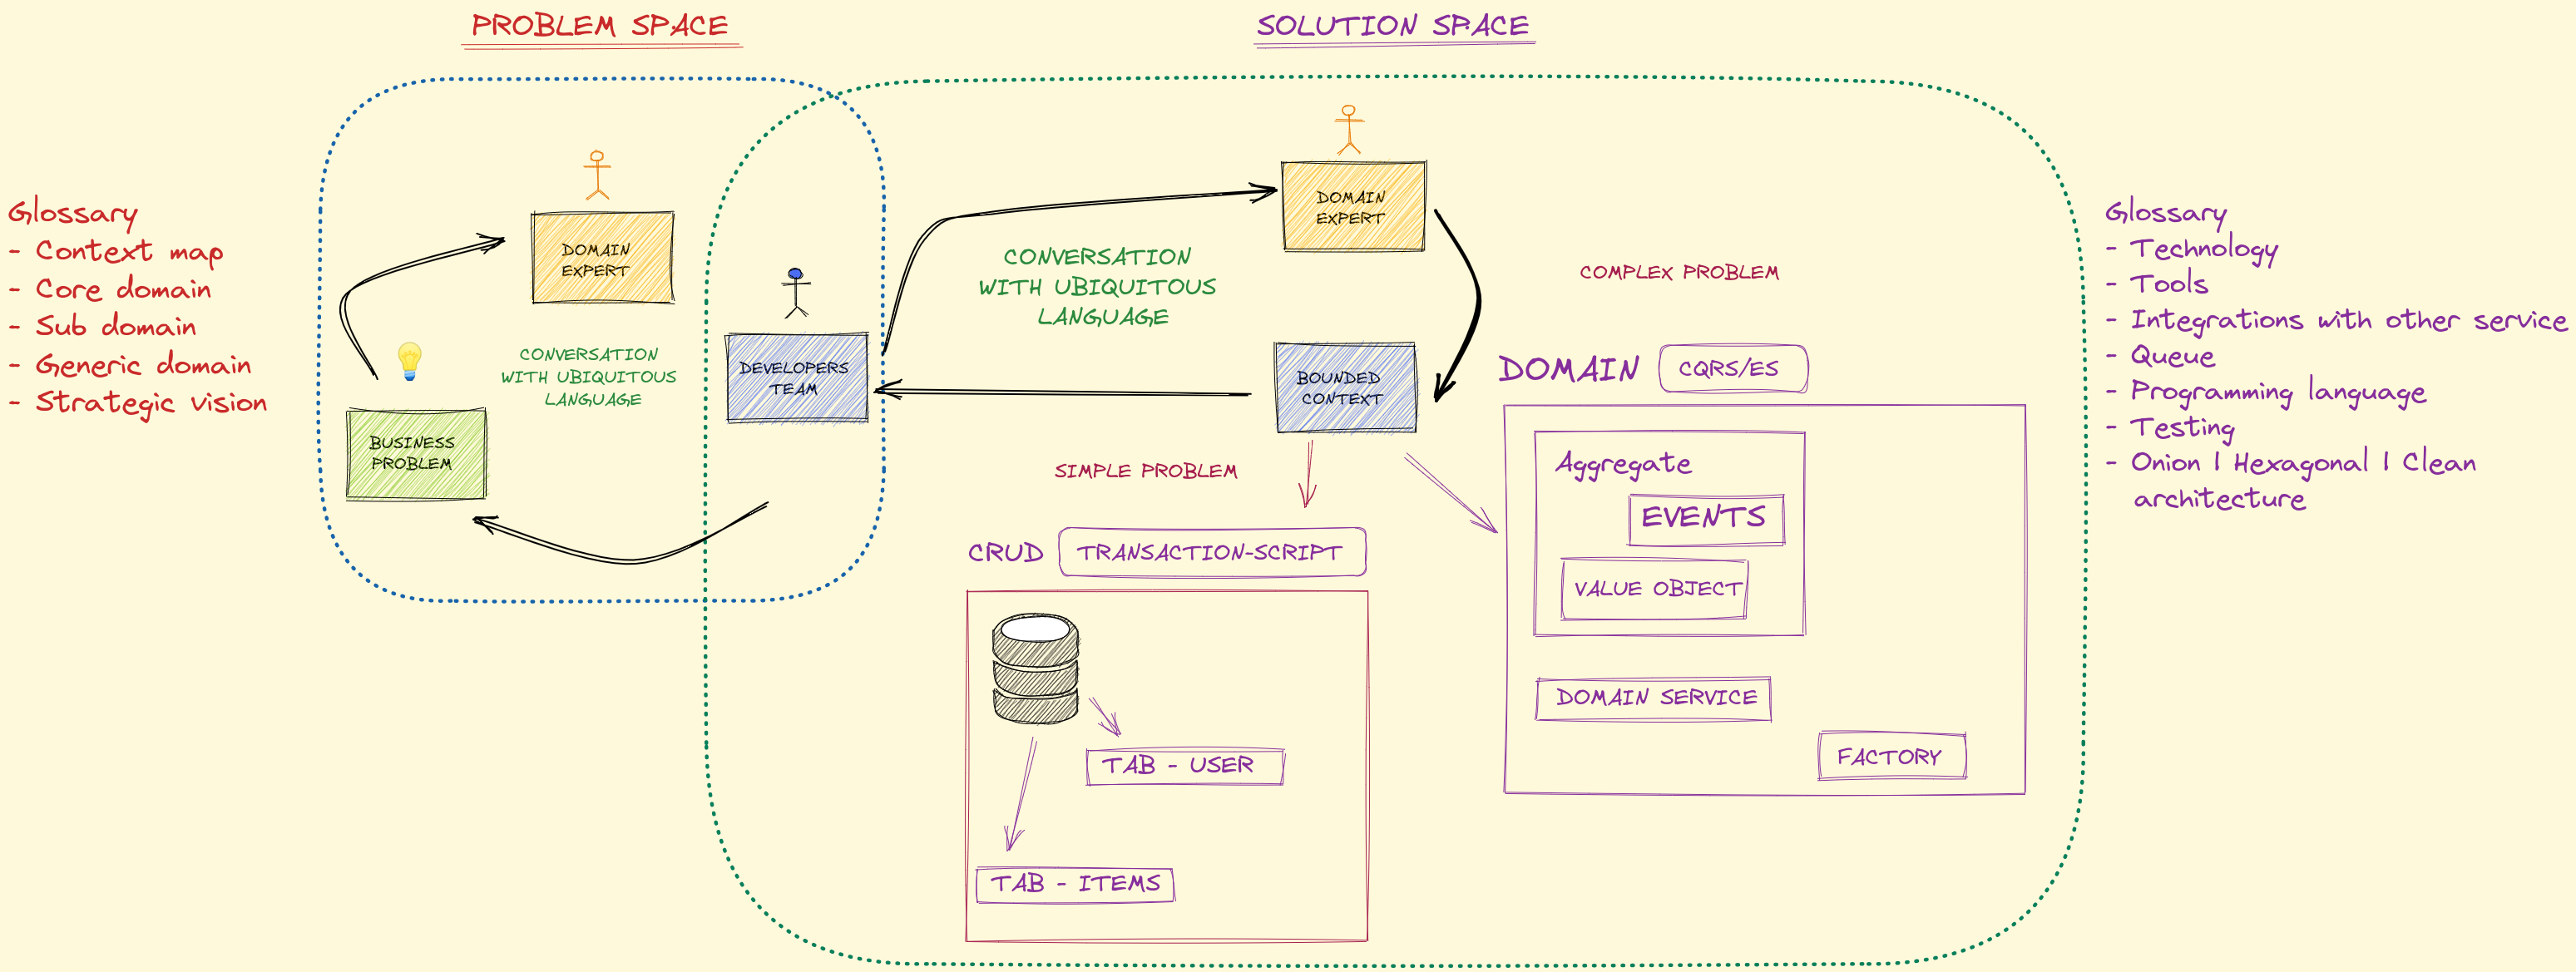 PROBLEM SPACE
SOLUTION SPACE
Glossary
- Context map
- Core domain
- Sub domain
- Generic domain
- Strategic vision
DOMAIN
EXPERT
CONVERSATION
WITH UBIQUITOUS
LANGUAGE
BUSINESS
PROBLEM
DEVELOPERS
TEAM
CONVERSATION
WITH UBIQUITOUS
LANGUAGE
DOMAIN
EXPERT
COMPLEX PROBLEM
BOUNDED
CONTEXT
SIMPLE PROBLEM
CRUD
TRANSACTION-SCRIPT
TAB - USER
TAB - ITEMS
DOMAIN
CQRS/ES
Aggregate
EVENTS
VALUE OBJECT
DOMAIN SERVICE
FACTORY
Glossary
- Technology
- Tools
- Integrations with other service
- Queue
- Programming language
- Testing
- Onion | Hexagonal | Clean
architecture